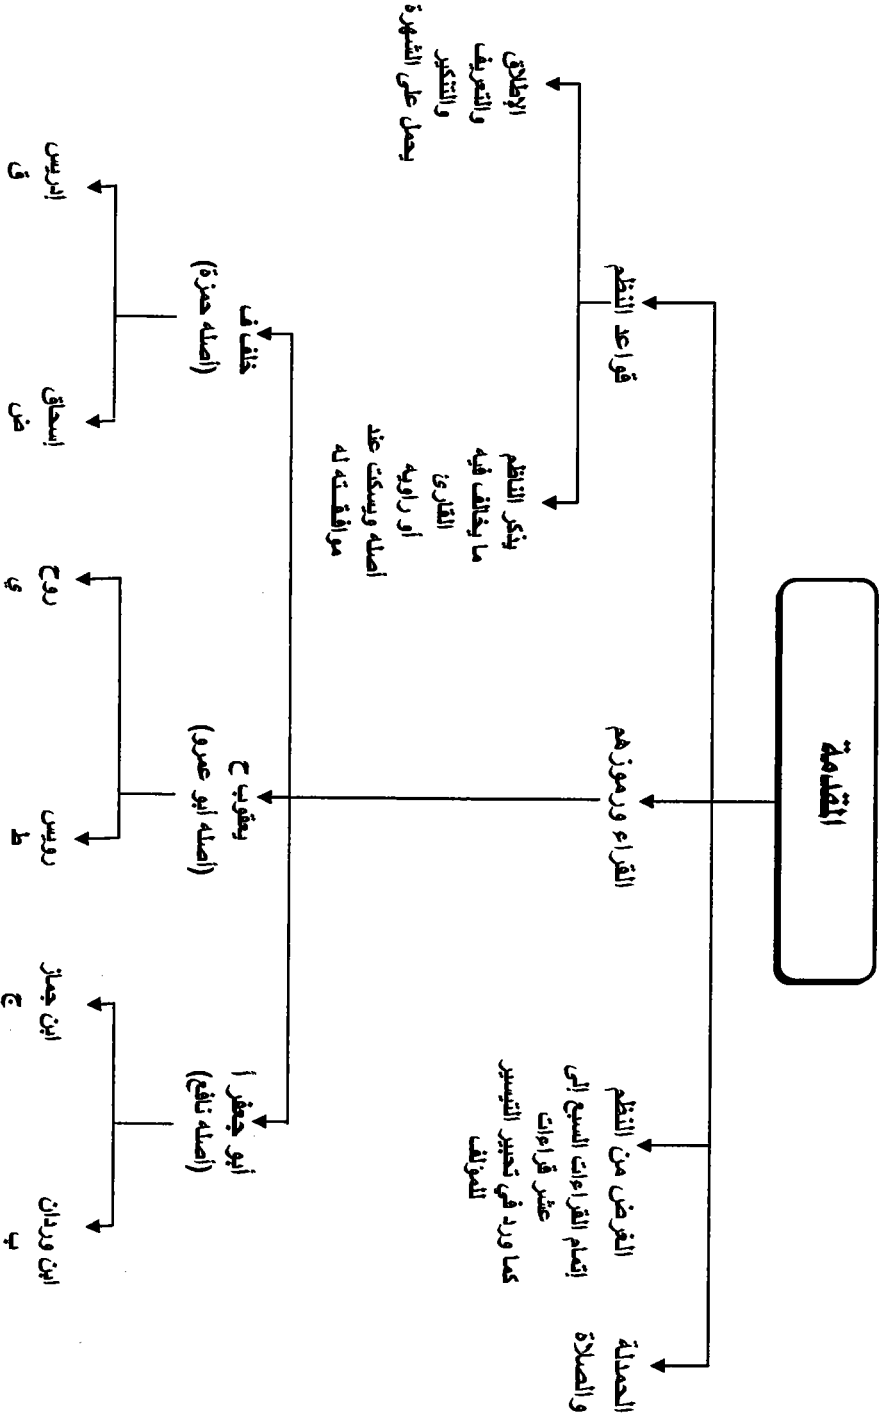 المقدمة
الحمدلة
والصلاة
الغرض من النظم
إتمام القراءات السبع إلى
عشر قراءات
كما ورد في تحبير التيسير
للمؤلف
القراء ورموزهم
قواعد النظم
يذكر الناظم
ما يخالف فيه
القارئ
أو راويه
أصله ويسكت عند
موافقته له
الإطلاق
والتعريف
والتنكير
يحمل على الشهرة
أبو جعفر أ
(أصله نافع)
يعقوب ح
(أصله أبو عمرو)
خلف ف
(أصله حمزة)
ابن وردان
ب
ابن جماز
ج
رويس
ط
روح
ي
إسحاق
ض
إدريس
ق